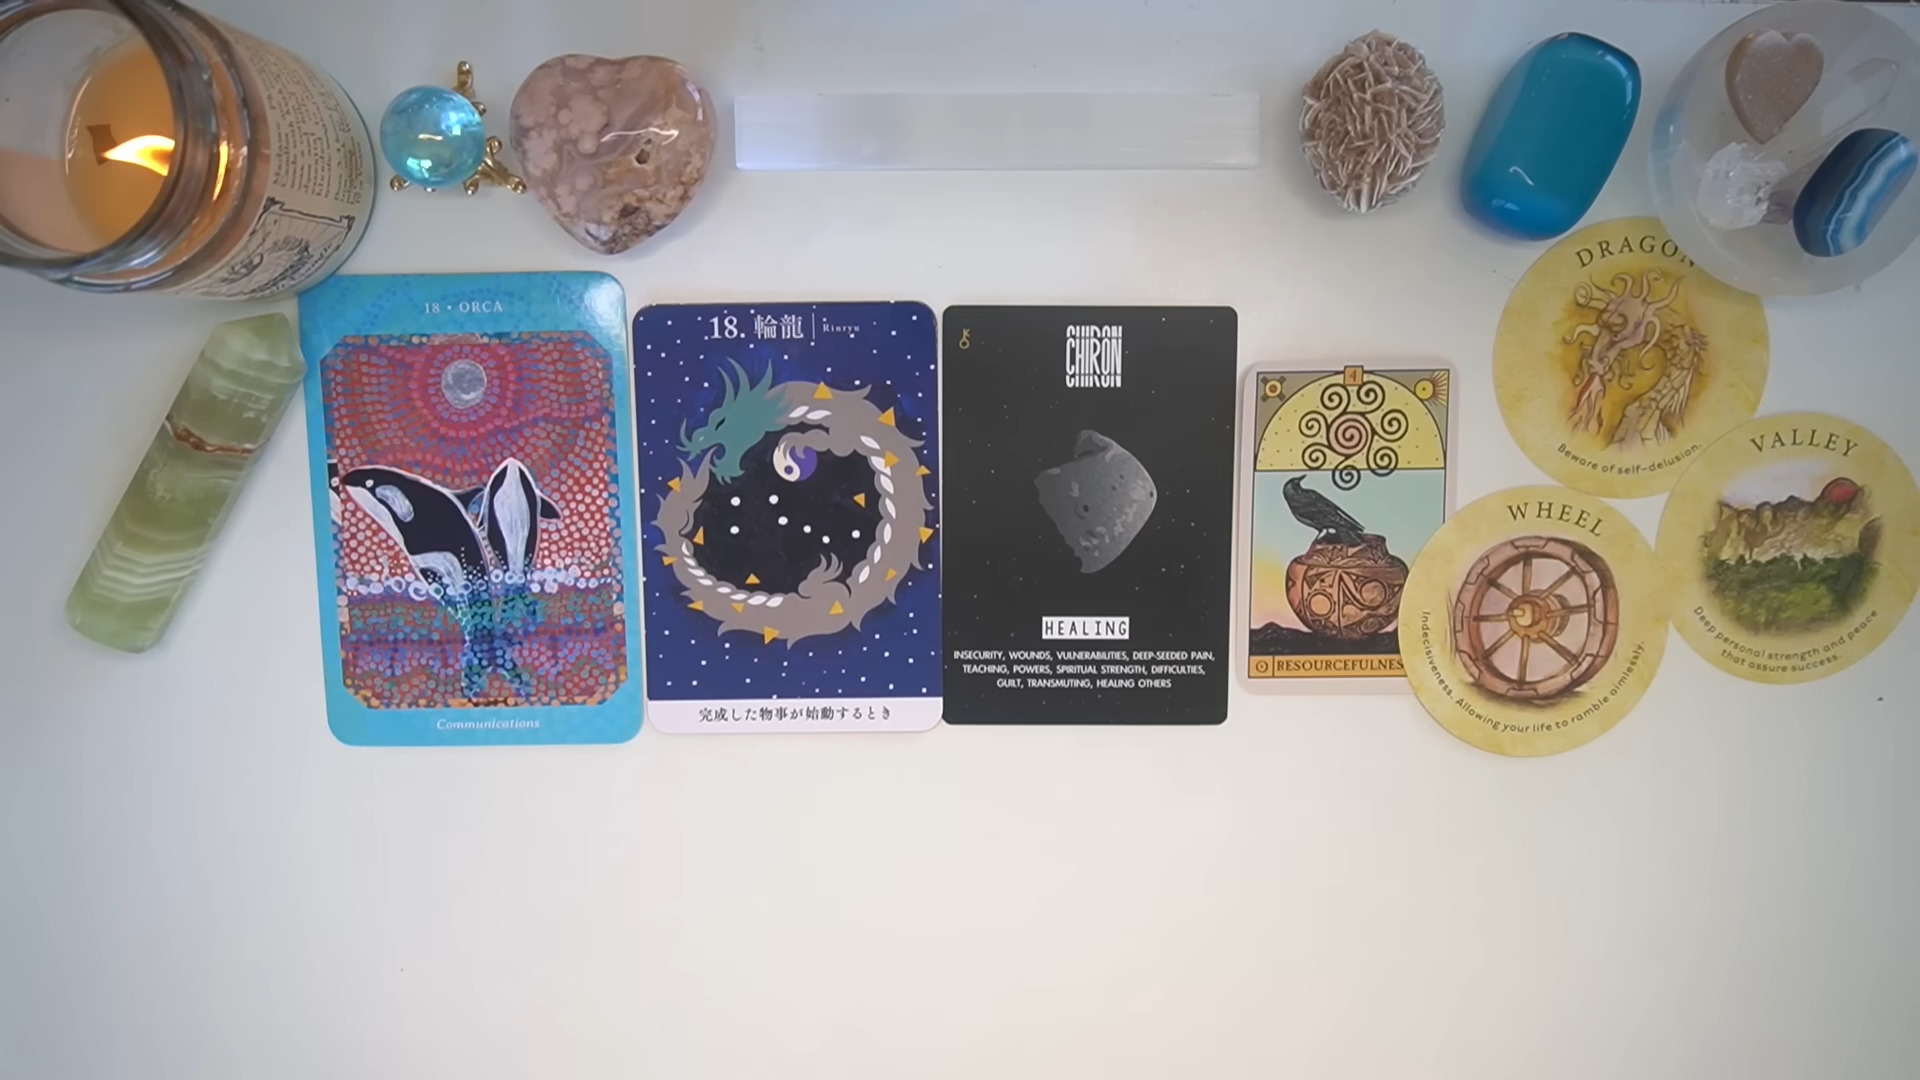 18 • ORCA
Communications
18. 輪龍 Rinryu
完成した物事が始動するとき
CHIRON
HEALING
INSECURITY, WOUNDS, VULNERABILITIES, DEEP-SEEDED PAIN,
TEACHING, POWERS, SPIRITUAL STRENGTH, DIFFICULTIES,
GUILT, TRANSMUTING, HEALING OTHERS
4
RESOURCEFULNES
DRAGON
Beware of self-delusion.
VALLEY
Deep personal strength and peace
that assure success.
WHEEL
Indecisiveness. Allowing your life to ramble aimlessly.